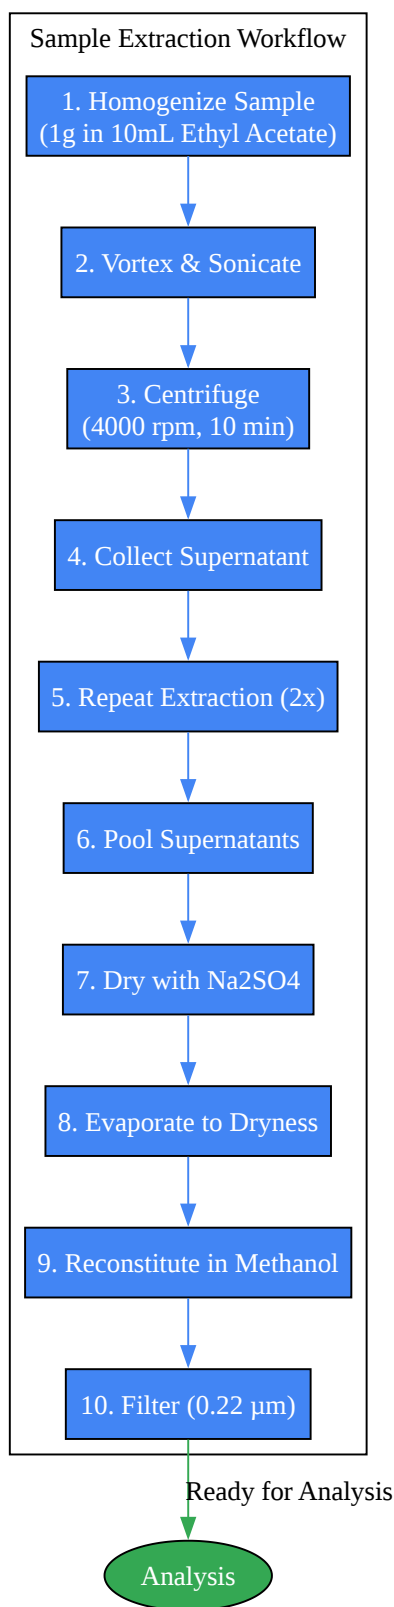 Sample Extraction Workflow
1. Homogenize Sample
(1g in 10mL Ethyl Acetate)
2. Vortex & Sonicate
3. Centrifuge
(4000 rpm, 10 min)
4. Collect Supernatant
5. Repeat Extraction (2x)
6. Pool Supernatants
7. Dry with Na2SO4
8. Evaporate to Dryness
9. Reconstitute in Methanol
10. Filter (0.22 µm)
Ready for Analysis
Analysis